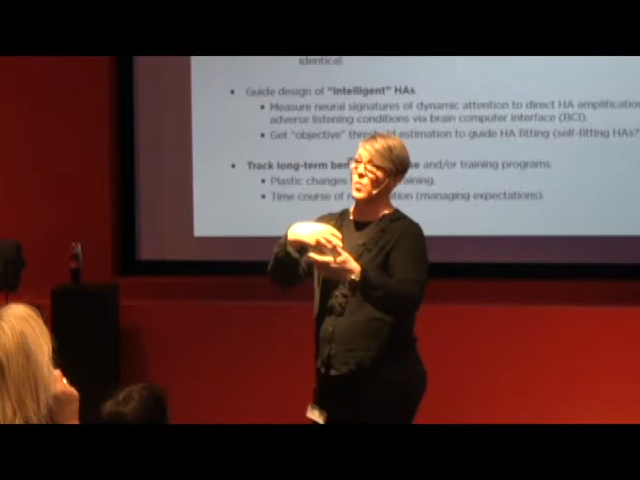 identical.
• Guide design of "intelligent" HAs
• Measure neural signatures of dynamic attention to direct HA amplification
adverse listening conditions via brain computer interface (BCI).
• Get "objective" threshold estimation to guide HA fitting (self-fitting HAs?
• Track long-term and/or training programs.
• Plastic changes training.
• Time course of (managing expectations).